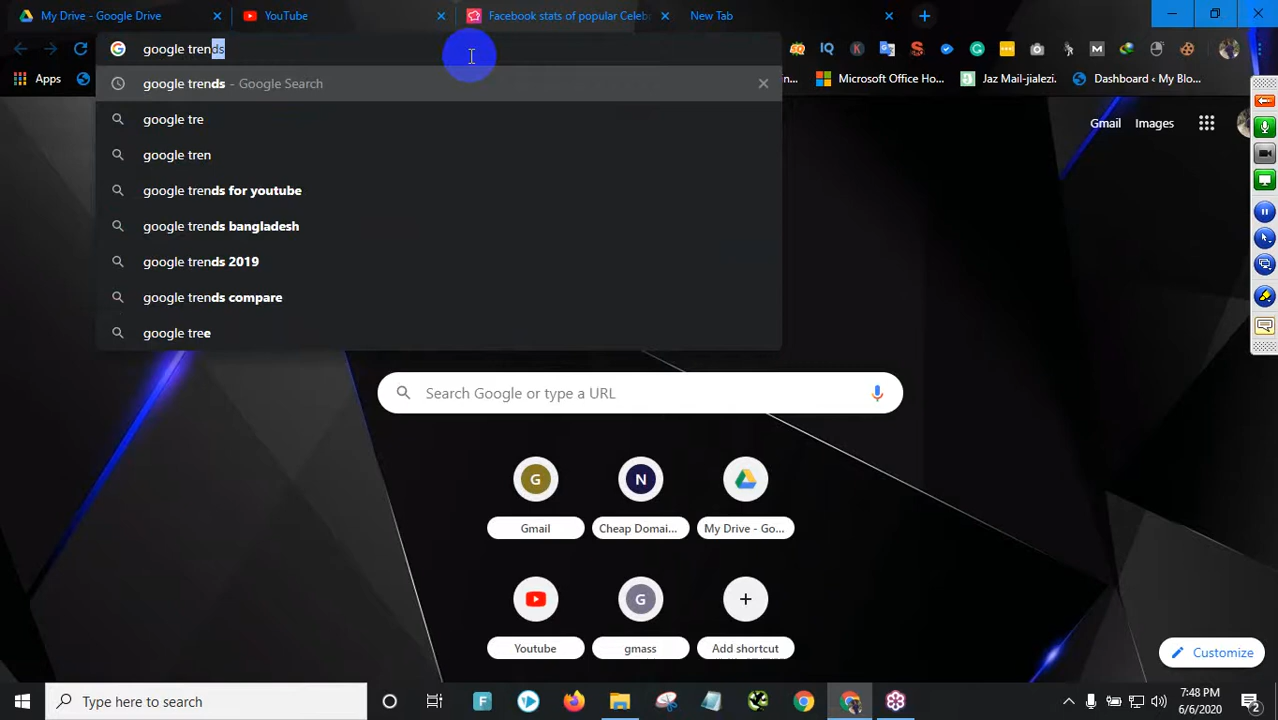 My Drive - Google Drive
YouTube
Facebook stats of popular Celeb
New Tab
google trends
Apps
in...
Microsoft Office Ho...
Jaz Mail-jialezi.
Dashboard ‹ My Blo...
google trends - Google Search
google tre
google tren
google trends for youtube
google trends bangladesh
google trends 2019
google trends compare
google tree
Gmail
Images
Search Google or type a URL
G
N
Gmail
Cheap Domai...
My Drive - Go...
G
Youtube
gmass
Add shortcut
Customize
Type here to search
7:48 PM
6/6/2020
2